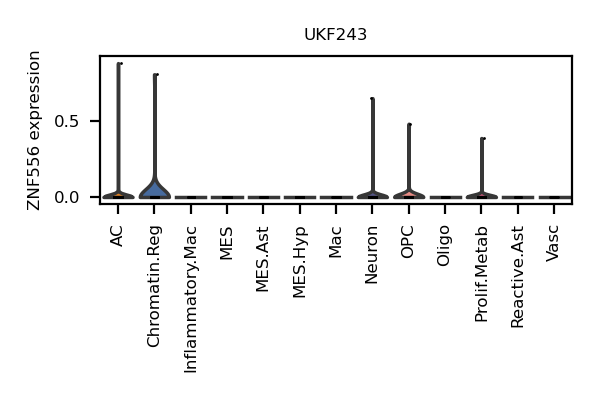 UKF243
ZNF556 expression
0.5
0.0
AC
Chromatin.Reg
Inflammatory.Mac
MES
MES.Ast
MES.Hyp
Mac
Neuron
OPC
Oligo
Prolif.Metab
Reactive.Ast
Vasc